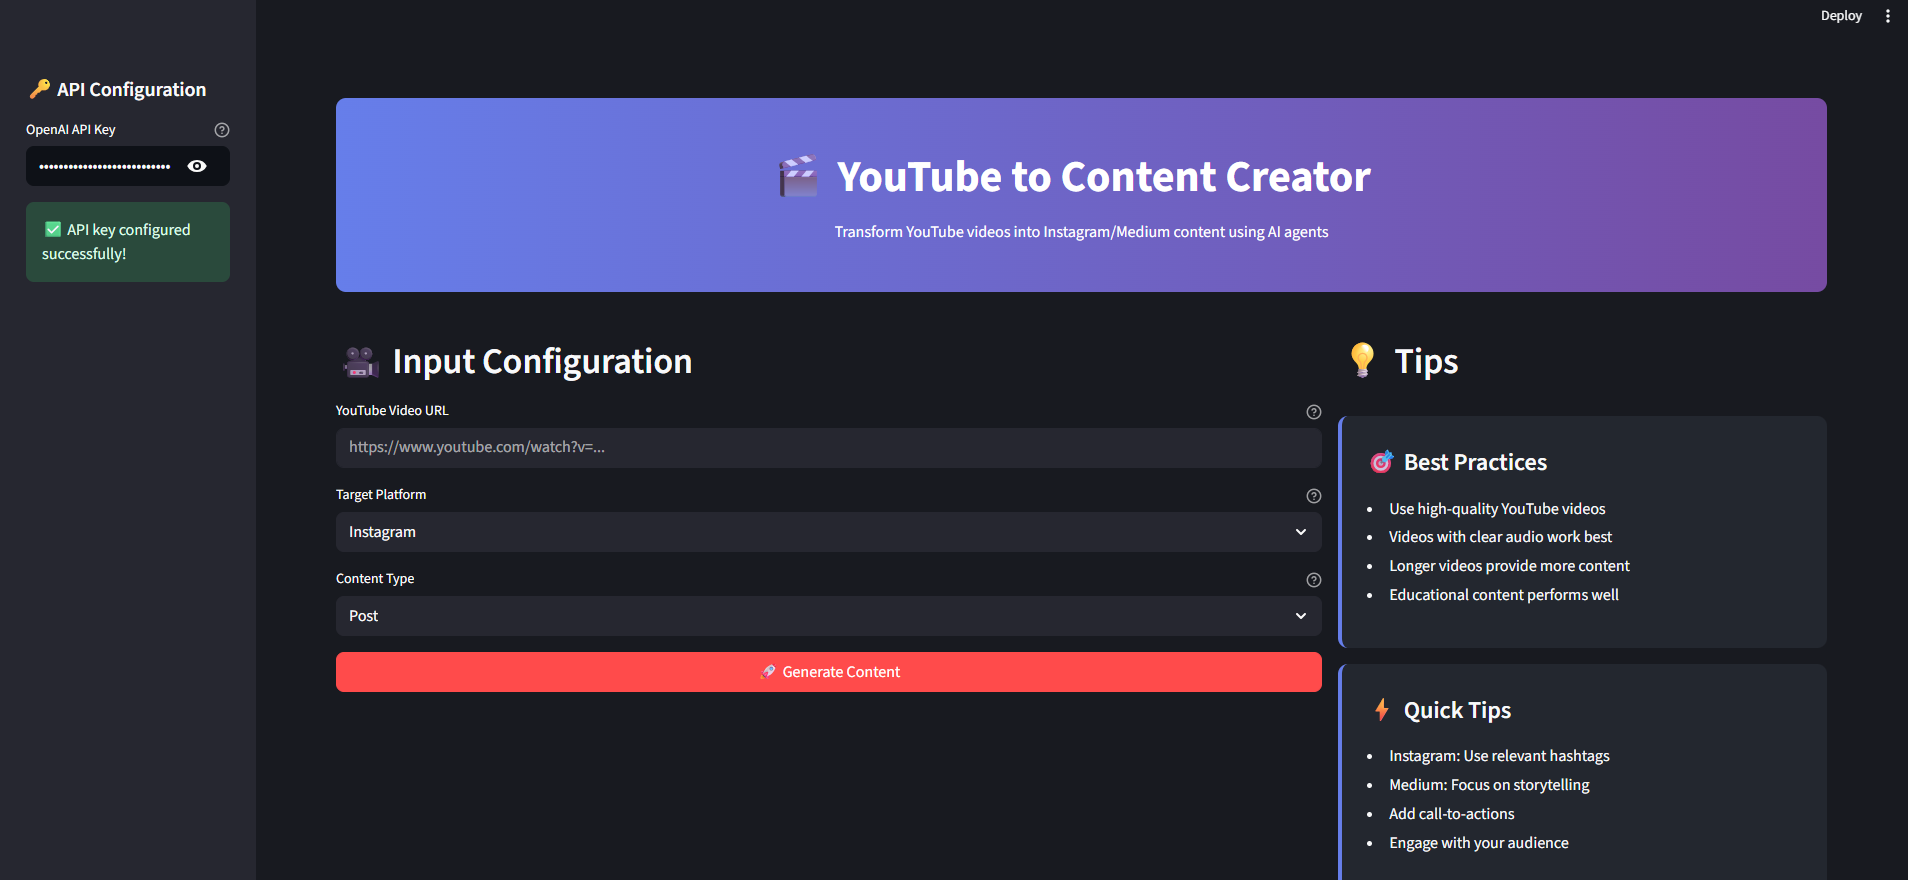 Deploy
🔑 API Configuration
OpenAI API Key
••••••••••••••••••••••••••••
✅ API key configured
successfully!
🎬 YouTube to Content Creator
Transform YouTube videos into Instagram/Medium content using AI agents
🎥 Input Configuration
YouTube Video URL
https://www.youtube.com/watch?v=...
Target Platform
Instagram
Content Type
Post
🚀 Generate Content
💡 Tips
🎯 Best Practices
• Use high-quality YouTube videos
• Videos with clear audio work best
• Longer videos provide more content
• Educational content performs well
⚡ Quick Tips
• Instagram: Use relevant hashtags
• Medium: Focus on storytelling
• Add call-to-actions
• Engage with your audience